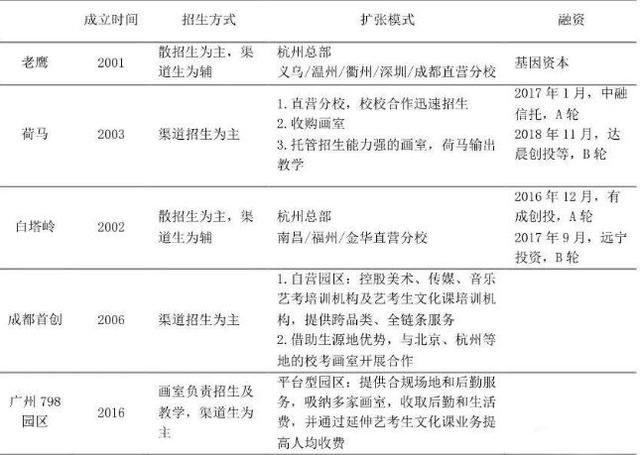 成立时间 招生方式 扩张模式 融资
老鹰 2001 散招生为主，渠道生为辅 杭州总部 基因资本
义乌/温州/衢州/深圳/成都直营分校
荷马 2003 渠道招生为主 1.直营分校，校校合作迅速招生
2.收购画室
3.托管招生能力强的画室，荷马输出
教学
2017 年 1 月，中融
信托，A 轮
2018 年 11 月，达
晨创投等，B 轮
白塔岭 2002 散招生为主，渠
道生为辅
杭州总部
南昌/福州/金华直营分校
2016 年 12 月，有
成创投，A 轮
2017 年 9 月，远宁
投资，B 轮
成都首创 2006 渠道招生为主
1.自营园区：控股美术、传媒、音乐
艺考培训机构及艺考生文化课培训机
构，提供跨品类、全链条服务
2.借助生源地优势，与北京、杭州等
地的校考画室开展合作
广州 798
园区
2016
画室负责招生及
教学，渠道生为
主
平台型园区：提供合规场地和后勤服
务，吸纳多家画室，收取后勤和生活
费，并通过延伸艺考生文化课业务提
高人均收费